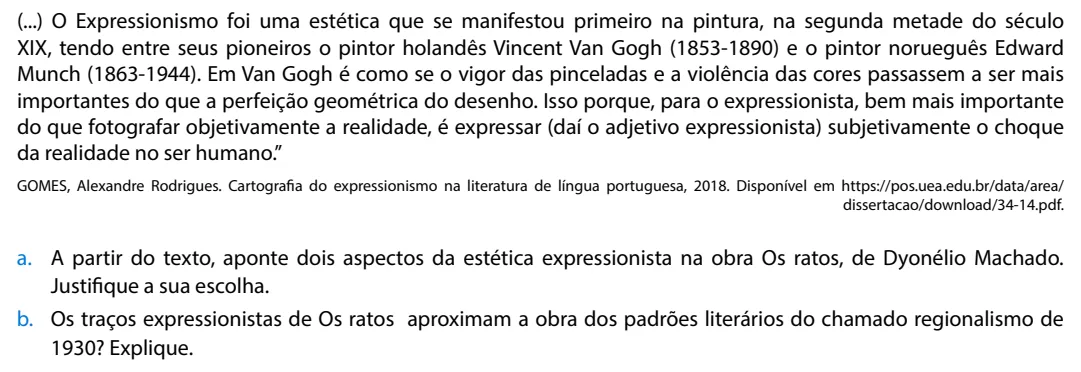 (...) O Expressionismo foi uma estética que se manifestou primeiro na pintura, na segunda metade do século
XIX, tendo entre seus pioneiros o pintor holandês Vincent Van Gogh (1853-1890) e o pintor norueguês Edward
Munch (1863-1944). Em Van Gogh é como se o vigor das pinceladas e a violência das cores passassem a ser mais
importantes do que a perfeição geométrica do desenho. Isso porque, para o expressionista, bem mais importante
do que fotografar objetivamente a realidade, é expressar (daí o adjetivo expressionista) subjetivamente o choque
da realidade no ser humano.”
GOMES, Alexandre Rodrigues. Cartografia do expressionismo na literatura de língua portuguesa, 2018. Disponível em https://pos.uea.edu.br/data/area/
dissertacao/download/34-14.pdf.
a. A partir do texto, aponte dois aspectos da estética expressionista na obra Os ratos, de Dyonélio Machado.
Justifique a sua escolha.
b. Os traços expressionistas de Os ratos aproximam a obra dos padrões literários do chamado regionalismo de
1930? Explique.